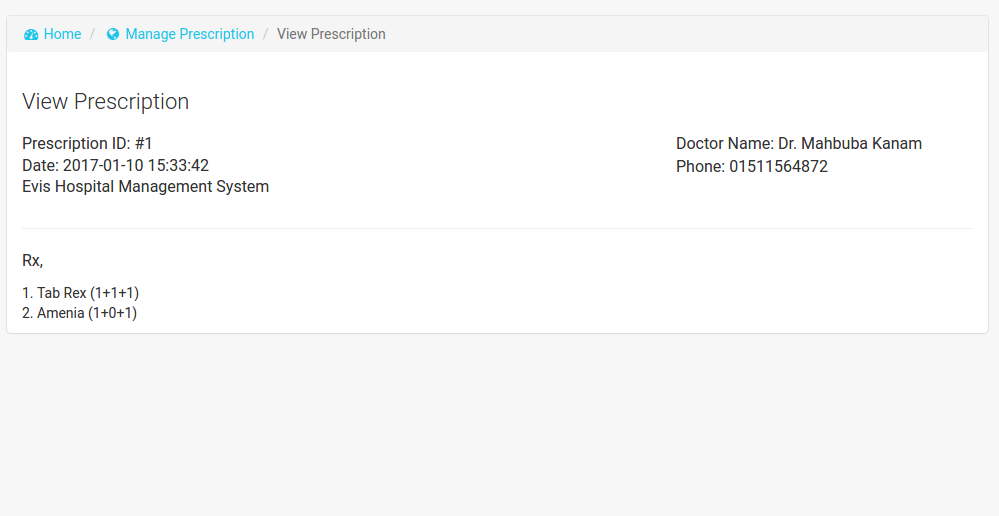 Home / Manage Prescription / View Prescription
View Prescription
Prescription ID: #1
Date: 2017-01-10 15:33:42
Evis Hospital Management System
Doctor Name: Dr. Mahbuba Kanam
Phone: 01511564872
Rx,
1. Tab Rex (1+1+1)
2. Amenia (1+0+1)